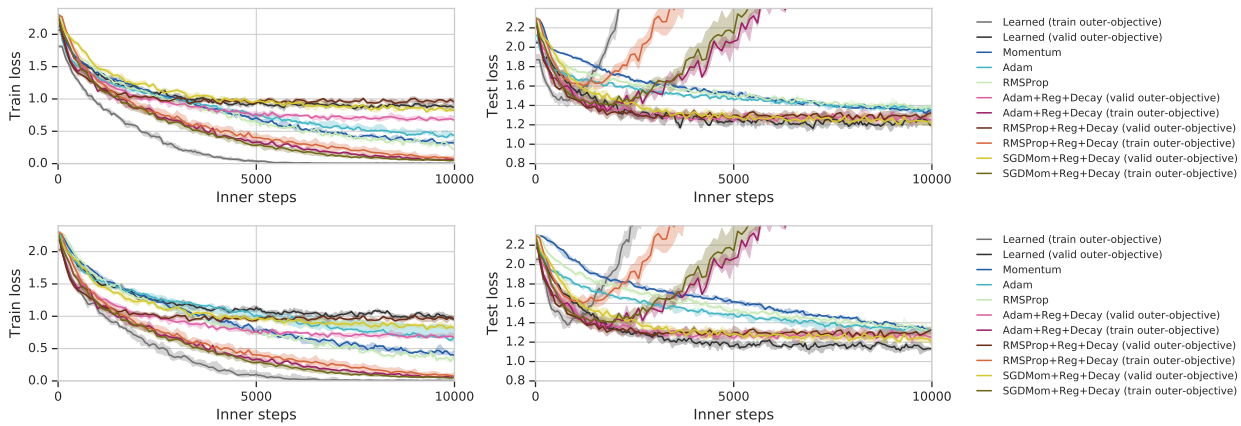 Train loss
2.0
1.5
1.0
0.5
0.0
0
5000
10000
Inner steps
Test loss
2.2
2.0
1.8
1.6
1.4
1.2
1.0
0.8
0
5000
10000
Inner steps
Learned (train outer-objective)
Learned (valid outer-objective)
Momentum
Adam
RMSProp
Adam+Reg+Decay (valid outer-objective)
Adam+Reg+Decay (train outer-objective)
RMSProp+Reg+Decay (valid outer-objective)
RMSProp+Reg+Decay (train outer-objective)
SGDMom+Reg+Decay (valid outer-objective)
SGDMom+Reg+Decay (train outer-objective)
Train loss
2.0
1.5
1.0
0.5
0.0
0
5000
10000
Inner steps
Test loss
2.2
2.0
1.8
1.6
1.4
1.2
1.0
0.8
0
5000
10000
Inner steps
Learned (train outer-objective)
Learned (valid outer-objective)
Momentum
Adam
RMSProp
Adam+Reg+Decay (valid outer-objective)
Adam+Reg+Decay (train outer-objective)
RMSProp+Reg+Decay (valid outer-objective)
RMSProp+Reg+Decay (train outer-objective)
SGDMom+Reg+Decay (valid outer-objective)
SGDMom+Reg+Decay (train outer-objective)